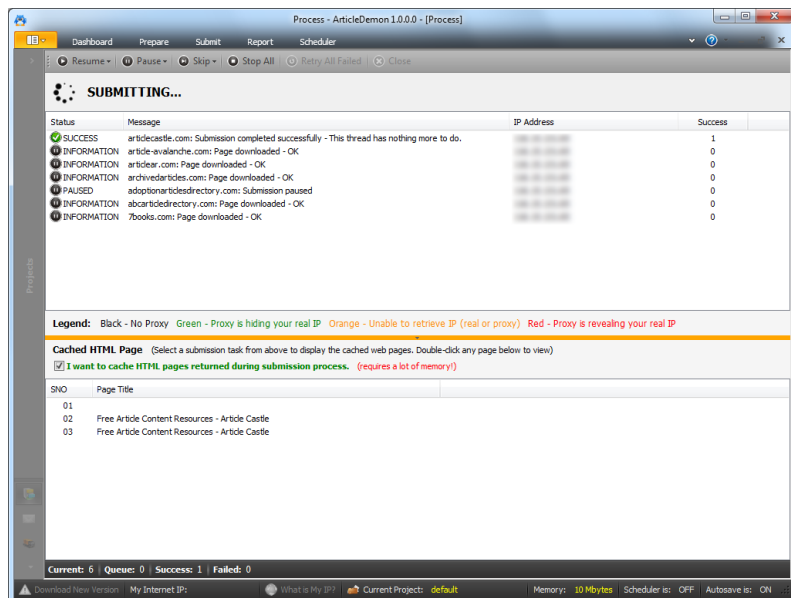 Process - ArticleDemon 1.0.0.0 - [Process]
Dashboard Prepare Submit Report Scheduler
Resume Pause Skip Stop All Retry All Failed Close
SUBMITTING...
Status Message IP Address Success
SUCCESS articlecastle.com: Submission completed successfully - This thread has nothing more to do. 1
INFORMATION article-avalanche.com: Page downloaded - OK 0
INFORMATION articlear.com: Page downloaded - OK 0
INFORMATION archivedarticles.com: Page downloaded - OK 0
PAUSED adoptionarticlesdirectory.com: Submission paused 0
INFORMATION abcarticledirectory.com: Page downloaded - OK 0
INFORMATION 7books.com: Page downloaded - OK 0
Projects
Legend: Black - No Proxy Green - Proxy is hiding your real IP Orange - Unable to retrieve IP (real or proxy) Red - Proxy is revealing your real IP
Cached HTML Page (Select a submission task from above to display the cached web pages. Double-click any page below to view)
I want to cache HTML pages returned during submission process. (requires a lot of memory!)
SNO Page Title
01
02 Free Article Content Resources - Article Castle
03 Free Article Content Resources - Article Castle
Current: 6 Queue: 0 Success: 1 Failed: 0
Download New Version My Internet IP: What is My IP? Current Project: default Memory: 10 Mbytes Scheduler is: OFF Autosave is: ON